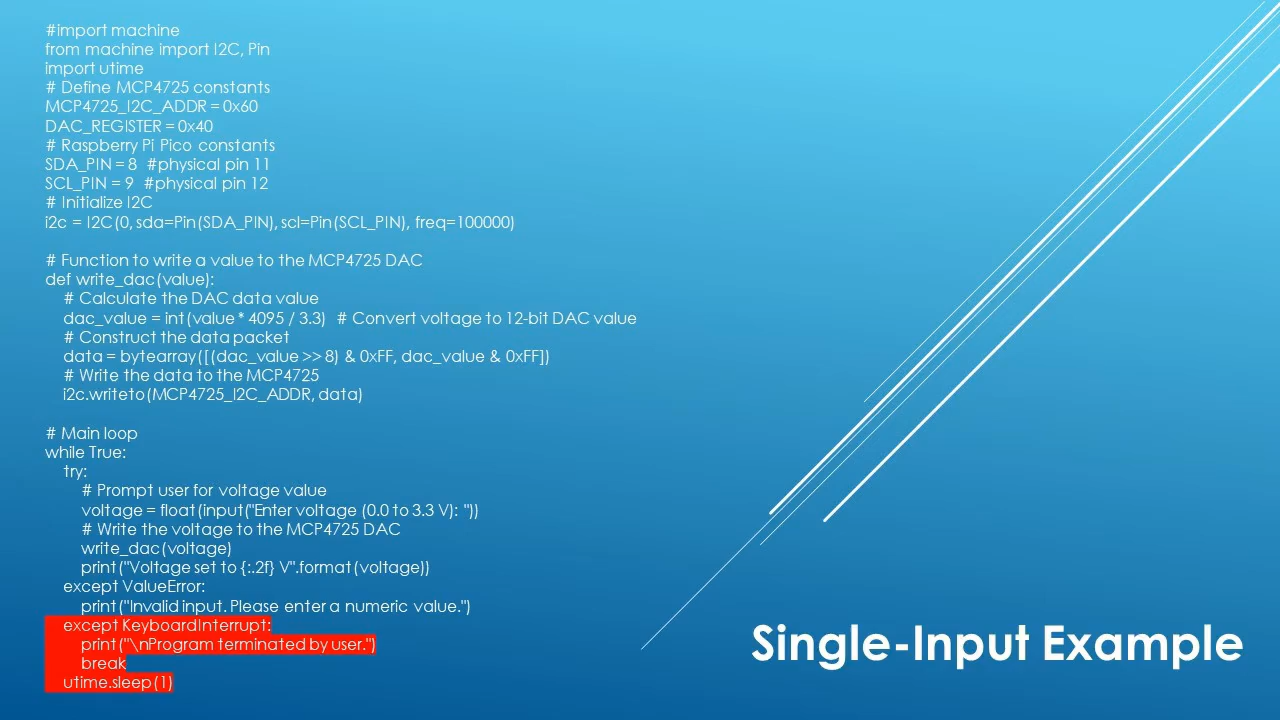 #import machine
from machine import I2C, Pin
import utime
# Define MCP4725 constants
MCP4725_I2C_ADDR = 0x60
DAC_REGISTER = 0x40
# Raspberry Pi Pico constants
SDA_PIN = 8  #physical pin 11
SCL_PIN = 9  #physical pin 12
# Initialize I2C
i2c = I2C(0, sda=Pin(SDA_PIN), scl=Pin(SCL_PIN), freq=100000)

# Function to write a value to the MCP4725 DAC
def write_dac(value):
    # Calculate the DAC data value
    dac_value = int(value * 4095 / 3.3)  # Convert voltage to 12-bit DAC value
    # Construct the data packet
    data = bytearray([(dac_value >> 8) & 0xFF, dac_value & 0xFF])
    # Write the data to the MCP4725
    i2c.writeto(MCP4725_I2C_ADDR, data)

# Main loop
while True:
    try:
        # Prompt user for voltage value
        voltage = float(input("Enter voltage (0.0 to 3.3 V): "))
        # Write the voltage to the MCP4725 DAC
        write_dac(voltage)
        print("Voltage set to {:.2f} V".format(voltage))
    except ValueError:
        print("Invalid input. Please enter a numeric value.")
    except KeyboardInterrupt:
        print("\nProgram terminated by user.")
        break
    utime.sleep(1)
Single-Input Example